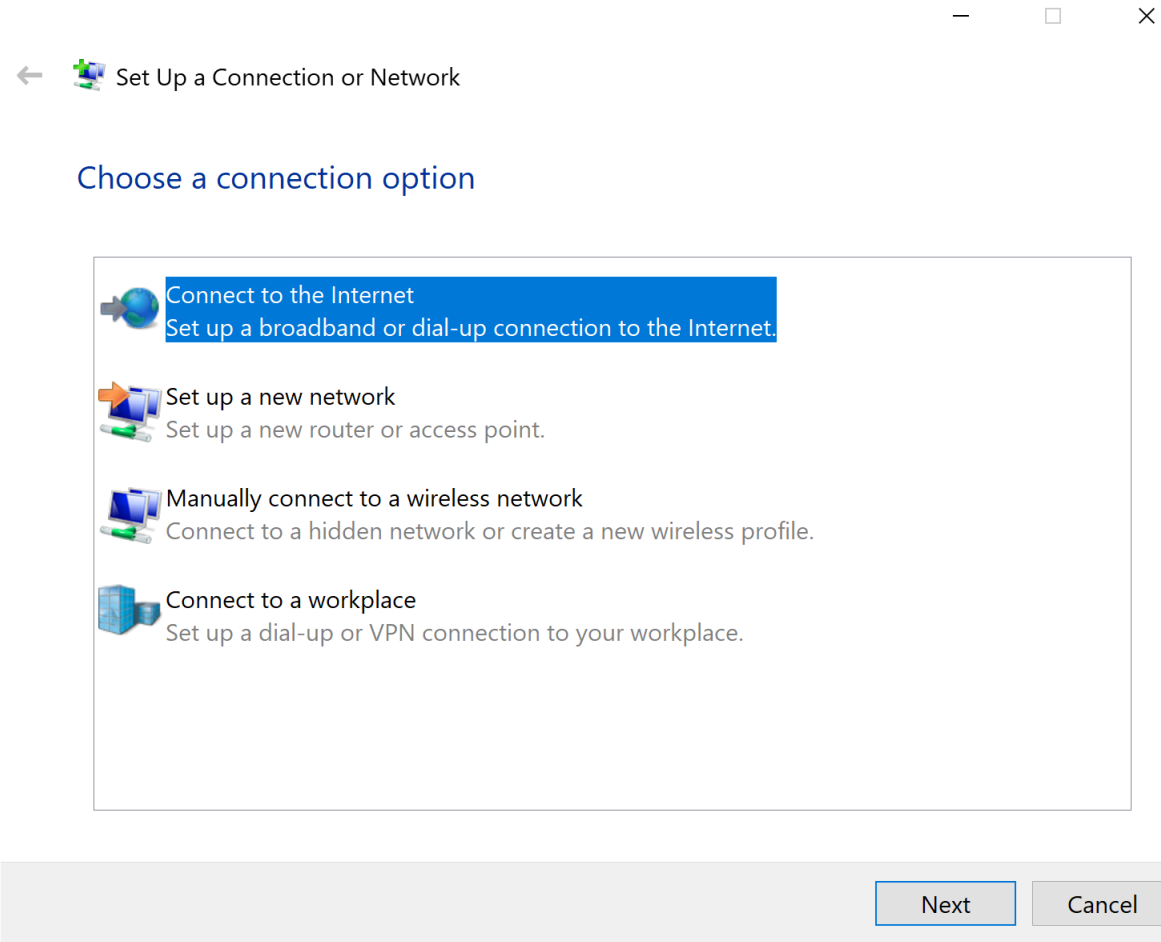 Set Up a Connection or Network
Choose a connection option
Connect to the Internet
Set up a broadband or dial-up connection to the Internet.
Set up a new network
Set up a new router or access point.
Manually connect to a wireless network
Connect to a hidden network or create a new wireless profile.
Connect to a workplace
Set up a dial-up or VPN connection to your workplace.
Next
Cancel